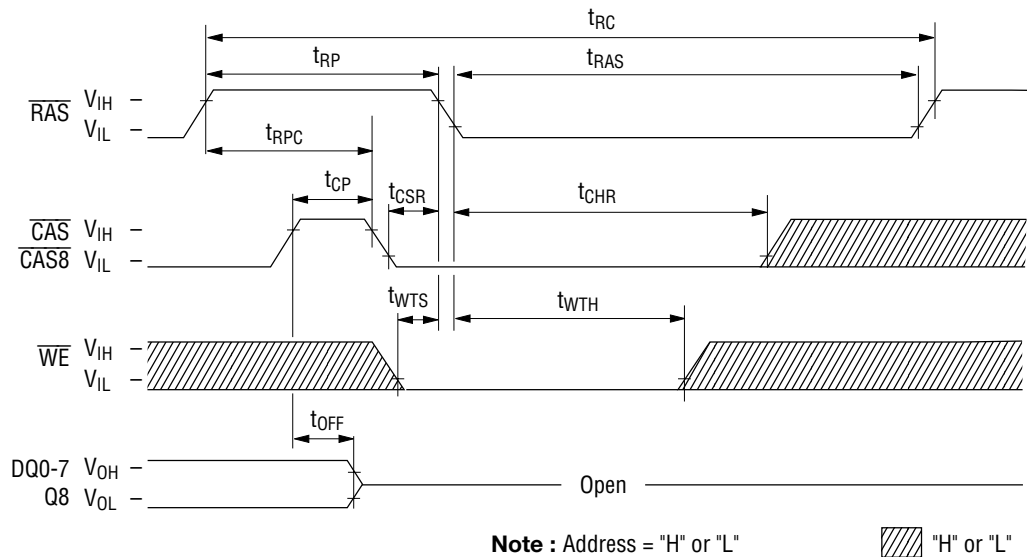 tRC
tRP
tRAS
RAS
VIH
VIL
tRPC
tCP
tCSR
tCHR
CAS
VIH
CAS8
VIL
tWTS
tWTH
WE
VIH
VIL
tOFF
DQ0-7
VOH
Q8
VOL
Open
Note : Address = "H" or "L"
"H" or "L"